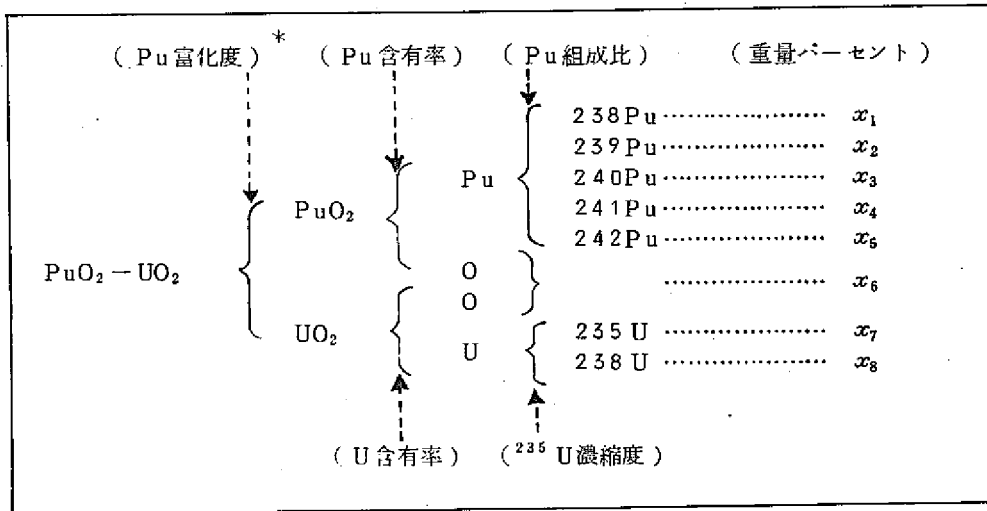 (Pu富化度)* (Pu含有率) (Pu組成比) (重量パーセント)
238Pu ………………… x₁
239Pu ………………… x₂
Pu 240Pu ………………… x₃
PuO₂ 241Pu ………………… x₄
242Pu ………………… x₅
PuO₂－UO₂ O
O ………………… x₆
UO₂ 235U ………………… x₇
U 238U ………………… x₈
(U含有率) (²³⁵U濃縮度)